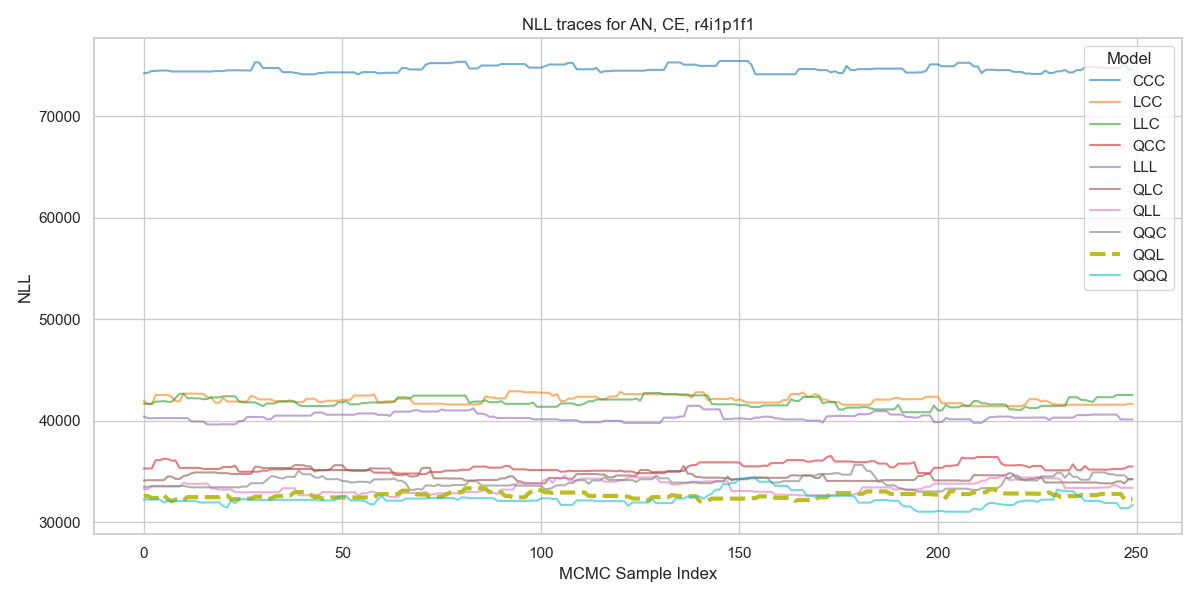 NLL traces for AN, CE, r4i1p1f1
NLL
70000
60000
50000
40000
30000
0
50
100
150
200
250
MCMC Sample Index
Model
CCC
LCC
LLC
QCC
LLL
QLC
QLL
QQC
QQL
QQQ